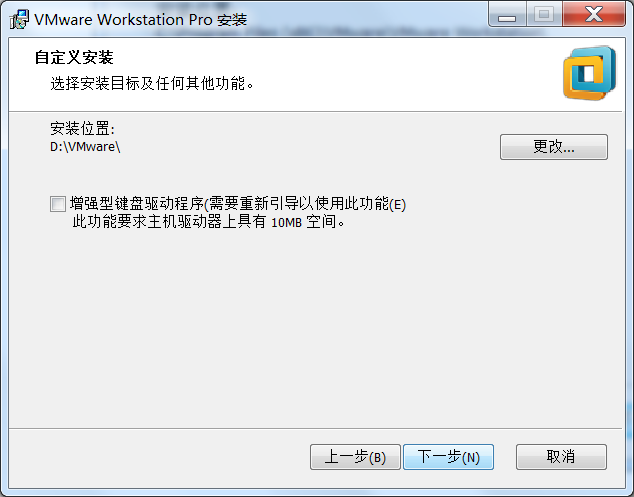 VMware Workstation Pro 安装
自定义安装
选择安装目标及任何其他功能。
安装位置:
D:\VMware\
更改...
增强型键盘驱动程序(需要重新引导以使用此功能(E)
此功能要求主机驱动器上具有 10MB 空间。
上一步(B)
下一步(N)
取消